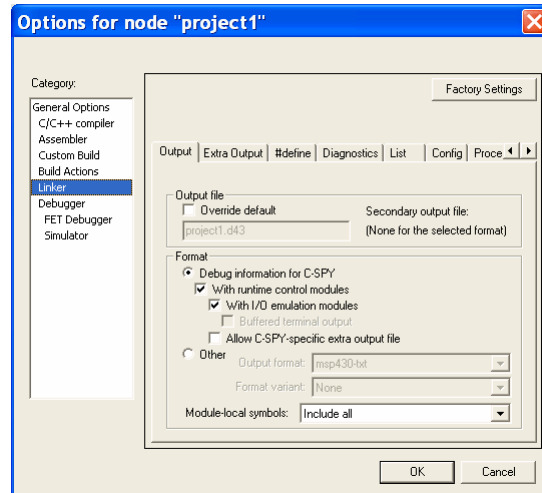 Options for node "project1"
Category:
Factory Settings
General Options
C/C++ compiler
Assembler
Custom Build
Build Actions
Linker
Debugger
FET Debugger
Simulator
Output Extra Output #define Diagnostics List Config Proce
Output file
Override default
Secondary output file:
project1.d43
(None for the selected format)
Format
Debug information for C-SPY
With runtime control modules
With I/O emulation modules
Buffered terminal output
Allow C-SPY-specific extra output file
Other
Output format: msp430-txt
Format variant: None
Module-local symbols: Include all
OK Cancel